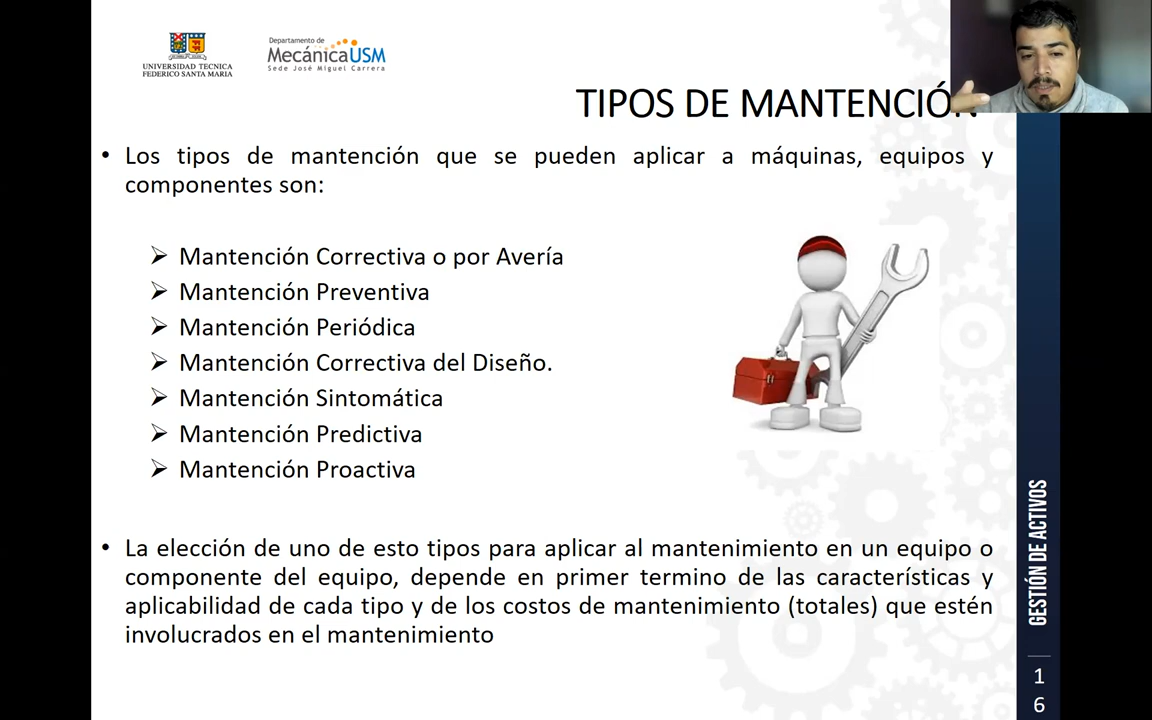 UNIVERSIDAD TECNICA
FEDERICO SANTA MARIA
Departamento de
MecánicaUSM
Sede José Miguel Carrera
TIPOS DE MANTENCIÓN
• Los tipos de mantención que se pueden aplicar a máquinas, equipos y
componentes son:
➢ Mantención Correctiva o por Avería
➢ Mantención Preventiva
➢ Mantención Periódica
➢ Mantención Correctiva del Diseño.
➢ Mantención Sintomática
➢ Mantención Predictiva
➢ Mantención Proactiva
• La elección de uno de esto tipos para aplicar al mantenimiento en un equipo o
componente del equipo, depende en primer termino de las características y
aplicabilidad de cada tipo y de los costos de mantenimiento (totales) que estén
involucrados en el mantenimiento
GESTIÓN DE ACTIVOS
1
6